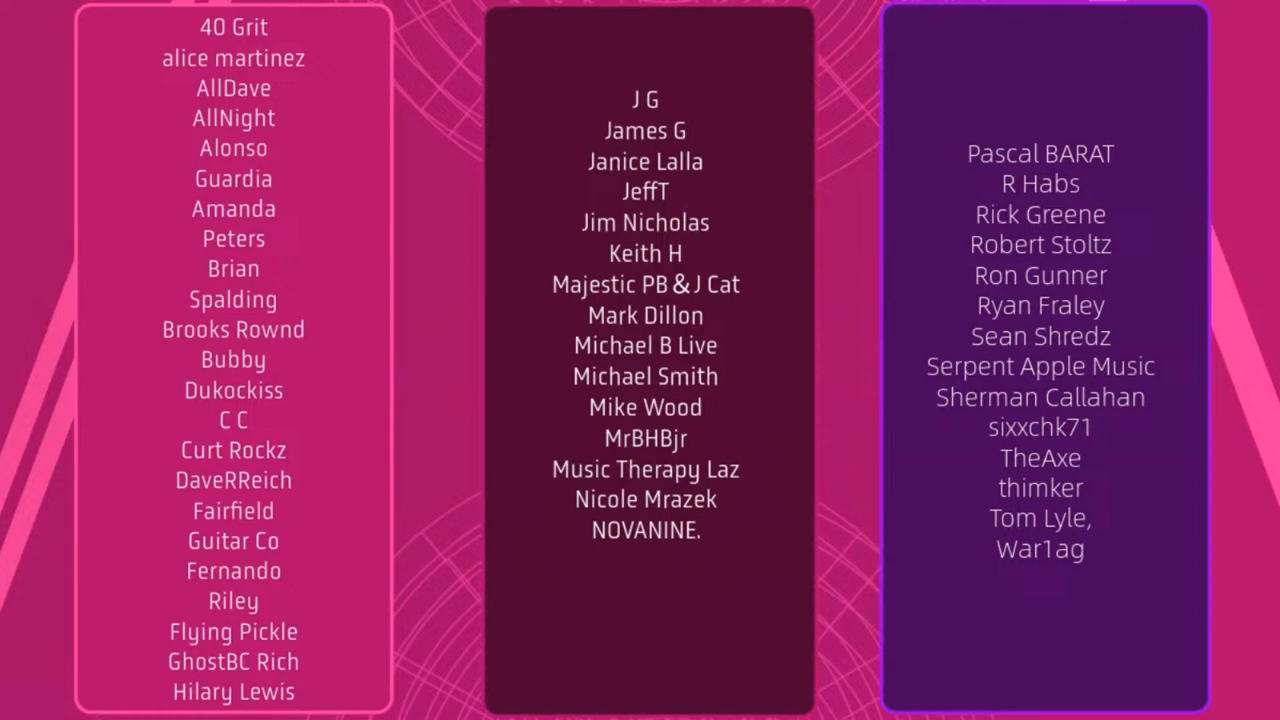 40 Grit
alice martinez
AllDave
AllNight
Alonso
Guardia
Amanda
Peters
Brian
Spalding
Brooks Rownd
Bubby
Dukockiss
C C
Curt Rockz
DaveRReich
Fairfield
Guitar Co
Fernando
Riley
Flying Pickle
GhostBC Rich
Hilary Lewis
J G
James G
Janice Lalla
JeffT
Jim Nicholas
Keith H
Majestic PB & J Cat
Mark Dillon
Michael B Live
Michael Smith
Mike Wood
MrBHBjr
Music Therapy Laz
Nicole Mrazek
NOVANINE.
Pascal BARAT
R Habs
Rick Greene
Robert Stoltz
Ron Gunner
Ryan Fraley
Sean Shredz
Serpent Apple Music
Sherman Callahan
sixxchk71
TheAxe
thimker
Tom Lyle,
War1ag